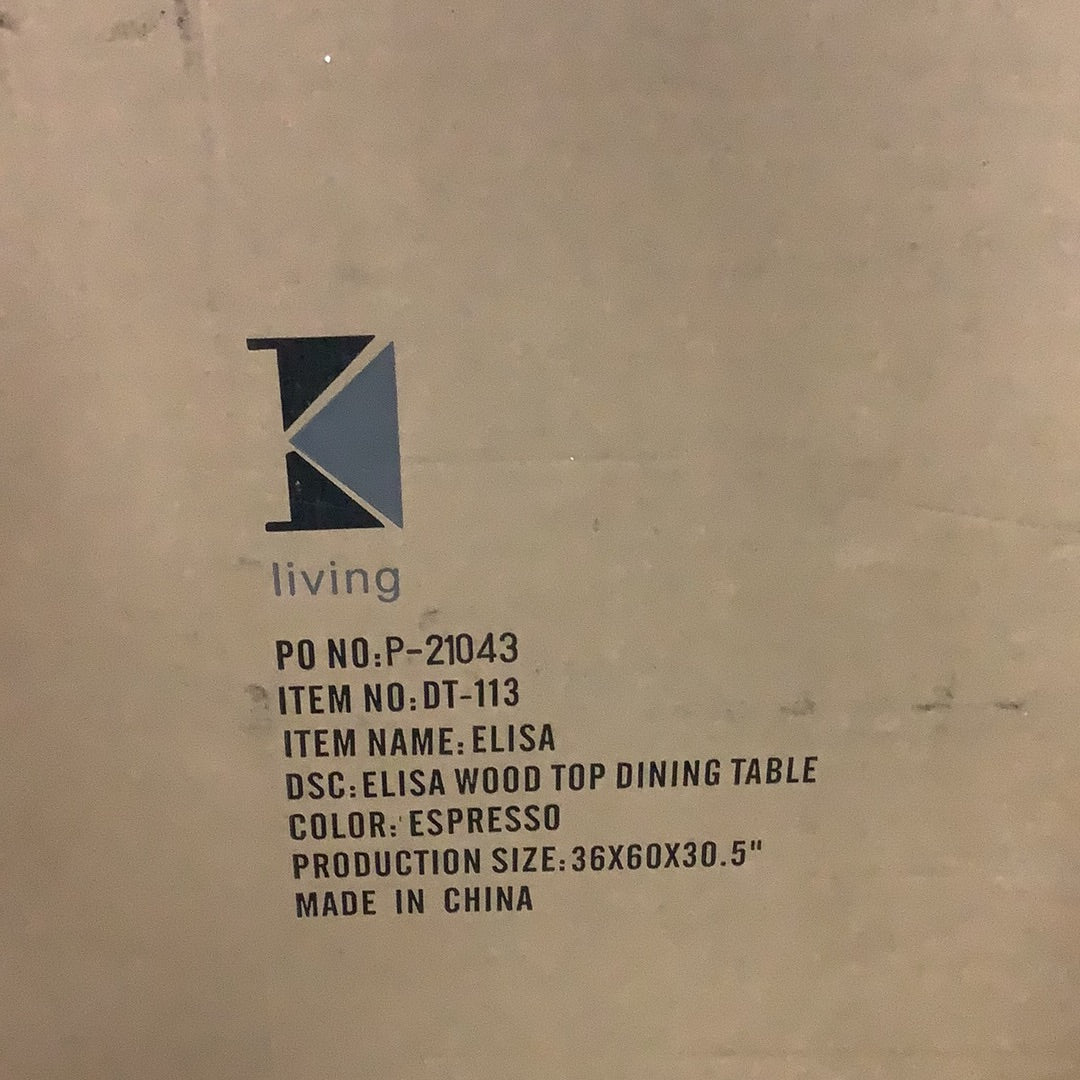 K
living
PO NO:P-21043
ITEM NO:DT-113
ITEM NAME:ELISA
DSC:ELISA WOOD TOP DINING TABLE
COLOR:ESPRESSO
PRODUCTION SIZE:36X60X30.5"
MADE IN CHINA